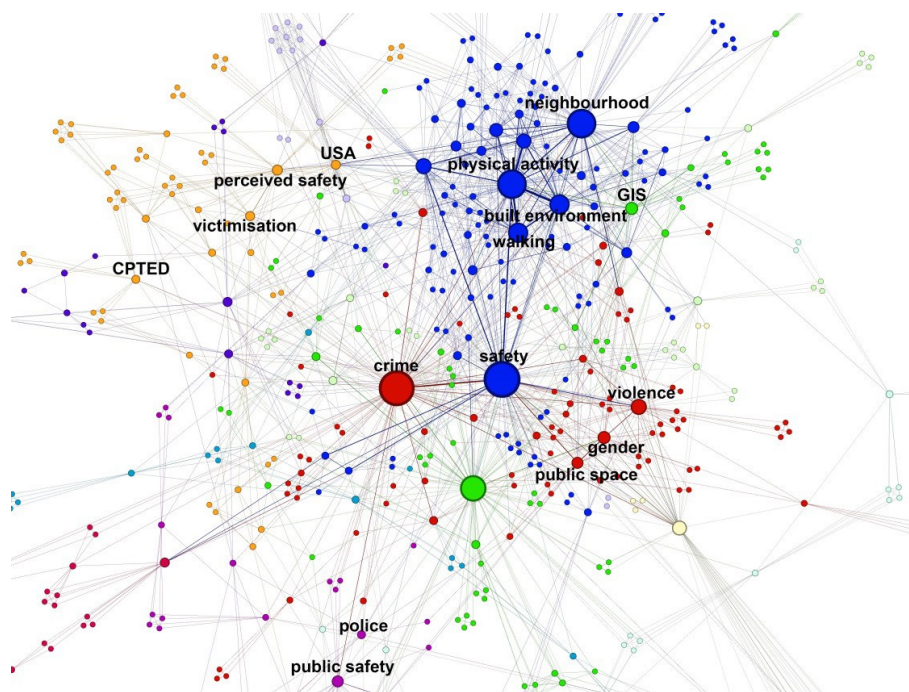 neighbourhood
USA
physical activity
perceived safety
GIS
built environment
victimisation
walking
CPTED
safety
crime
violence
gender
public space
police
public safety